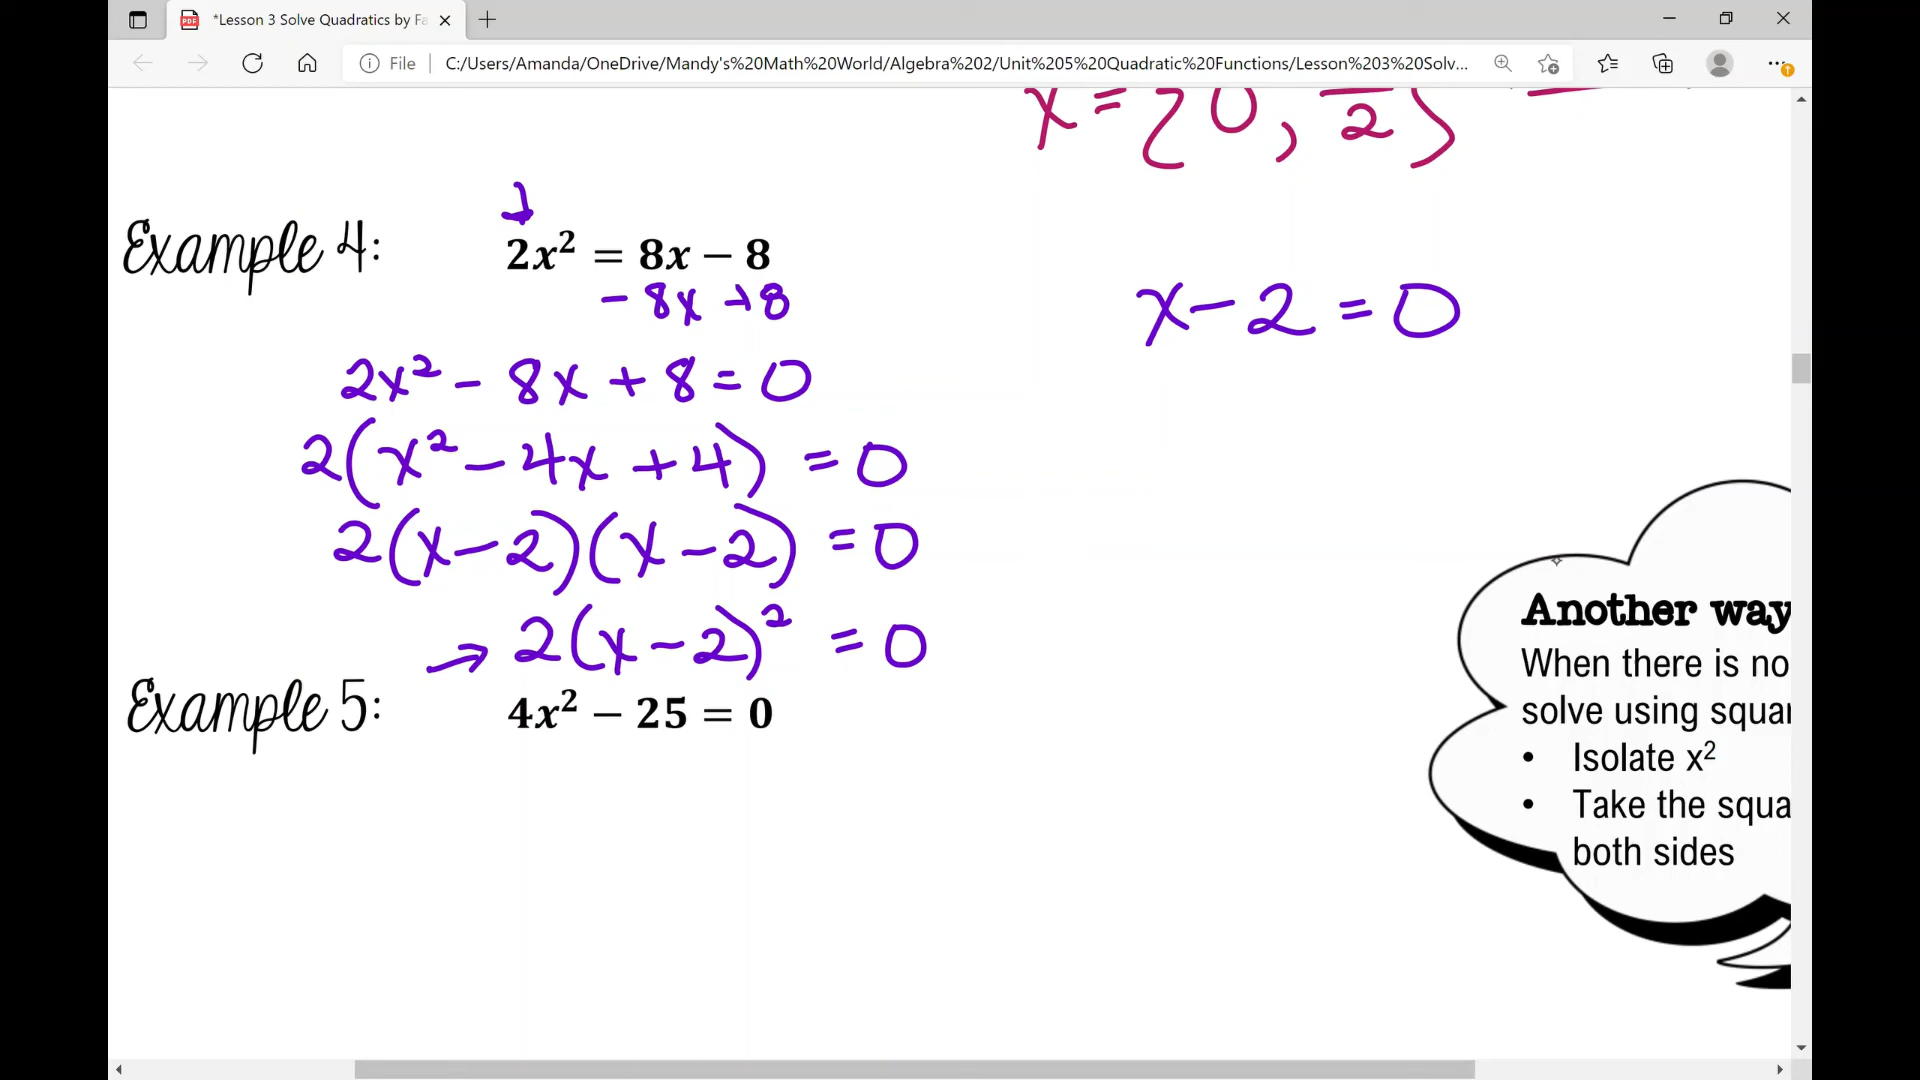 *Lesson 3 Solve Quadratics by Fa
File C:/Users/Amanda/OneDrive/Mandy's%20Math%20World/Algebra%202/Unit%205%20Quadratic%20Functions/Lesson%203%20Solv...
x = {0, /2}
Example 4: 2x² = 8x − 8
- 8x +8
x - 2 = 0
2x² - 8x + 8 = 0
2(x² - 4x + 4) = 0
2(x - 2)(x - 2) = 0
→ 2(x - 2)² = 0
Example 5: 4x² − 25 = 0
Another way
When there is no
solve using squar
• Isolate x²
• Take the squa
both sides